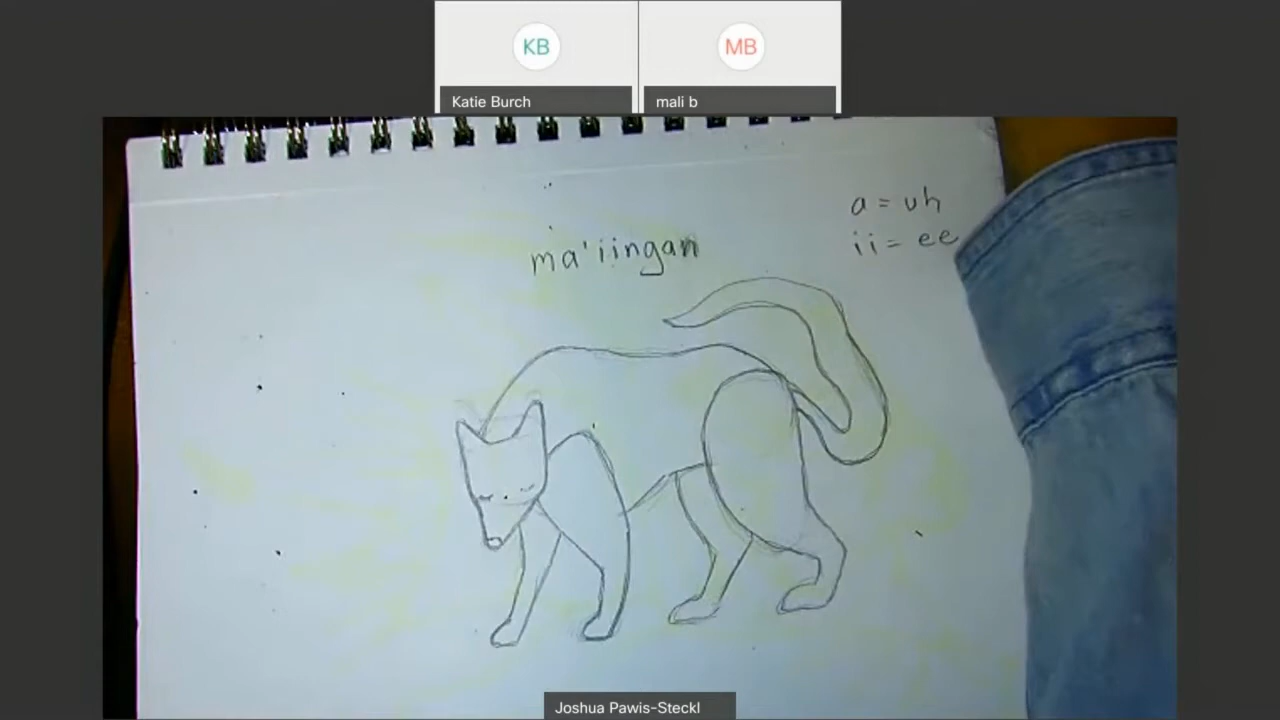 KB
MB
Katie Burch
mali b
a = uh
ii = ee
ma'iingan
Joshua Pawis-Steckl